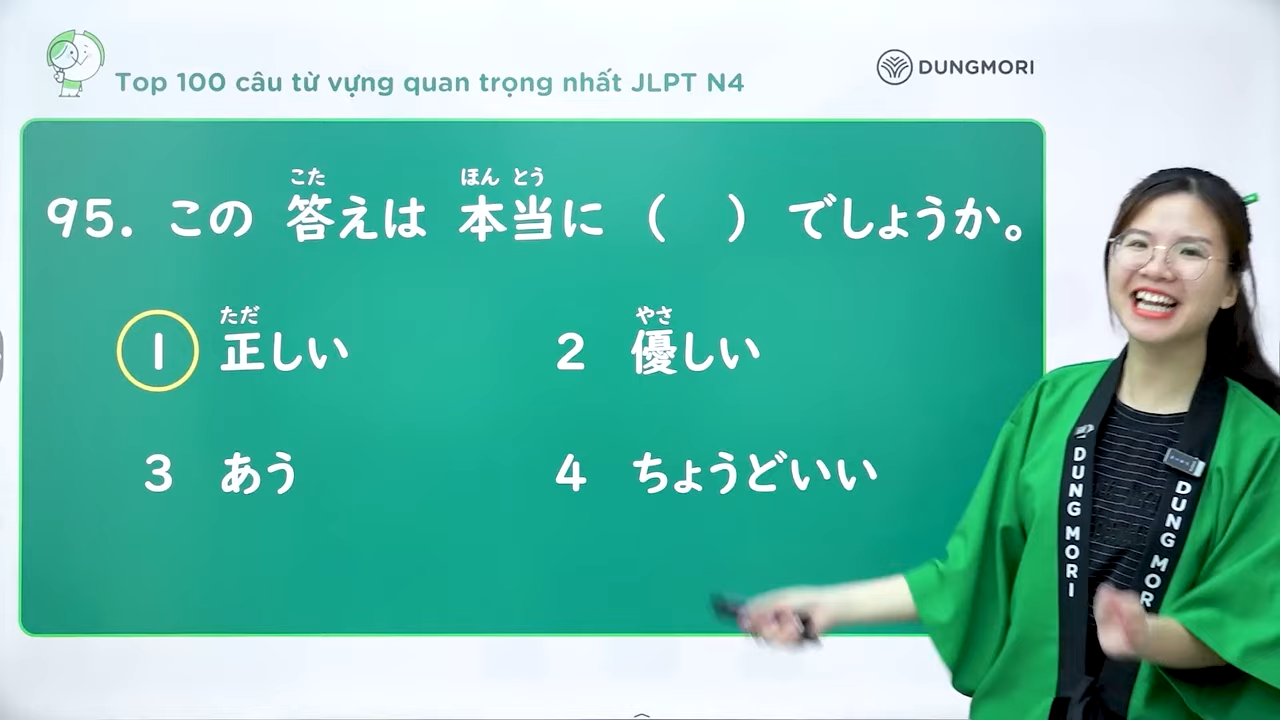 Top 100 câu từ vựng quan trọng nhất JLPT N4
DUNGMORI
こた ほん とう
95. この 答えは 本当に ( ) でしょうか。
ただ やさ
1 正しい 2 優しい
3 あう 4 ちょうどいい
DUNG MORI
DUNG MOR